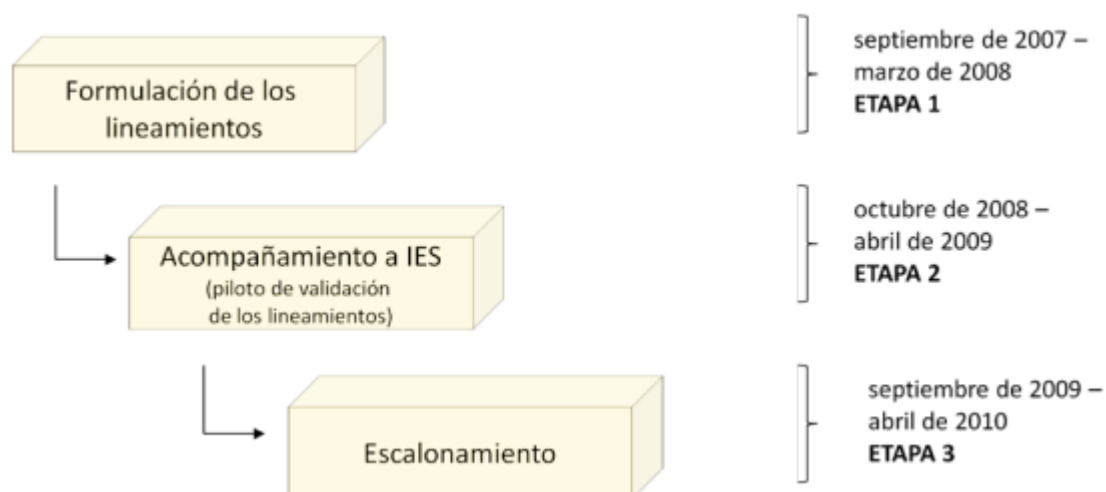 Formulación de los
lineamientos
septiembre de 2007 –
marzo de 2008
ETAPA 1
Acompañamiento a IES
(piloto de validación
de los lineamientos)
octubre de 2008 –
abril de 2009
ETAPA 2
Escalonamiento
septiembre de 2009 –
abril de 2010
ETAPA 3